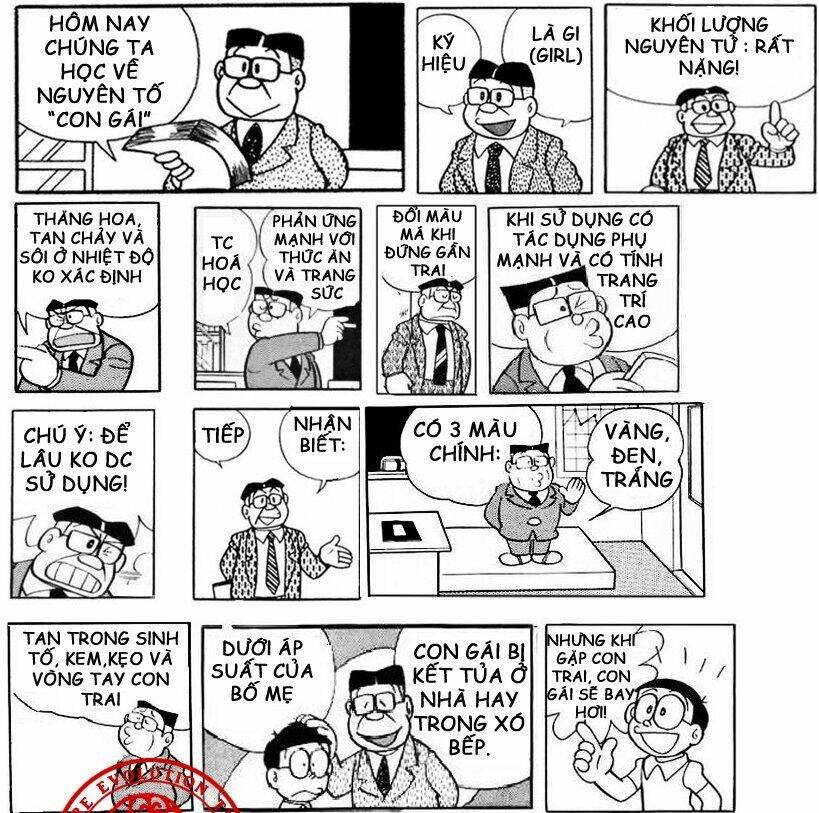 HÔM NAY
CHÚNG TA
HỌC VỀ
NGUYÊN TỐ
“CON GÁI”
KÝ
HIỆU
LÀ GI
(GIRL)
KHỐI LƯỢNG
NGUYÊN TỬ : RẤT
NẶNG!
THĂNG HOA,
TAN CHẢY VÀ
SÔI Ở NHIỆT ĐỘ
KO XÁC ĐỊNH
TC
HOÁ
HỌC
PHẢN ỨNG
MẠNH VỚI
THỨC ĂN
VÀ TRANG
SỨC
ĐỔI MÀU
MÁ KHI
ĐỨNG GẦN
TRAI
KHI SỬ DỤNG CÓ
TÁC DỤNG PHỤ
MẠNH VÀ CÓ TÍNH
TRANG
TRÍ
CAO
CHÚ Ý: ĐỂ
LÂU KO DC
SỬ DỤNG!
TIẾP
NHẬN
BIẾT:
CÓ 3 MÀU
CHÍNH:
VÀNG,
ĐEN,
TRẮNG
TAN TRONG SINH
TỐ, KEM,KẸO VÀ
VÒNG TAY CON
TRAI
DƯỚI ÁP
SUẤT CỦA
BỐ MẸ
CON GÁI BỊ
KẾT TỦA Ở
NHÀ HAY
TRONG XÓ
BẾP.
NHƯNG KHI
GẶP CON
TRAI, CON
GÁI SẼ BAY
HƠI!
EVOLUTION